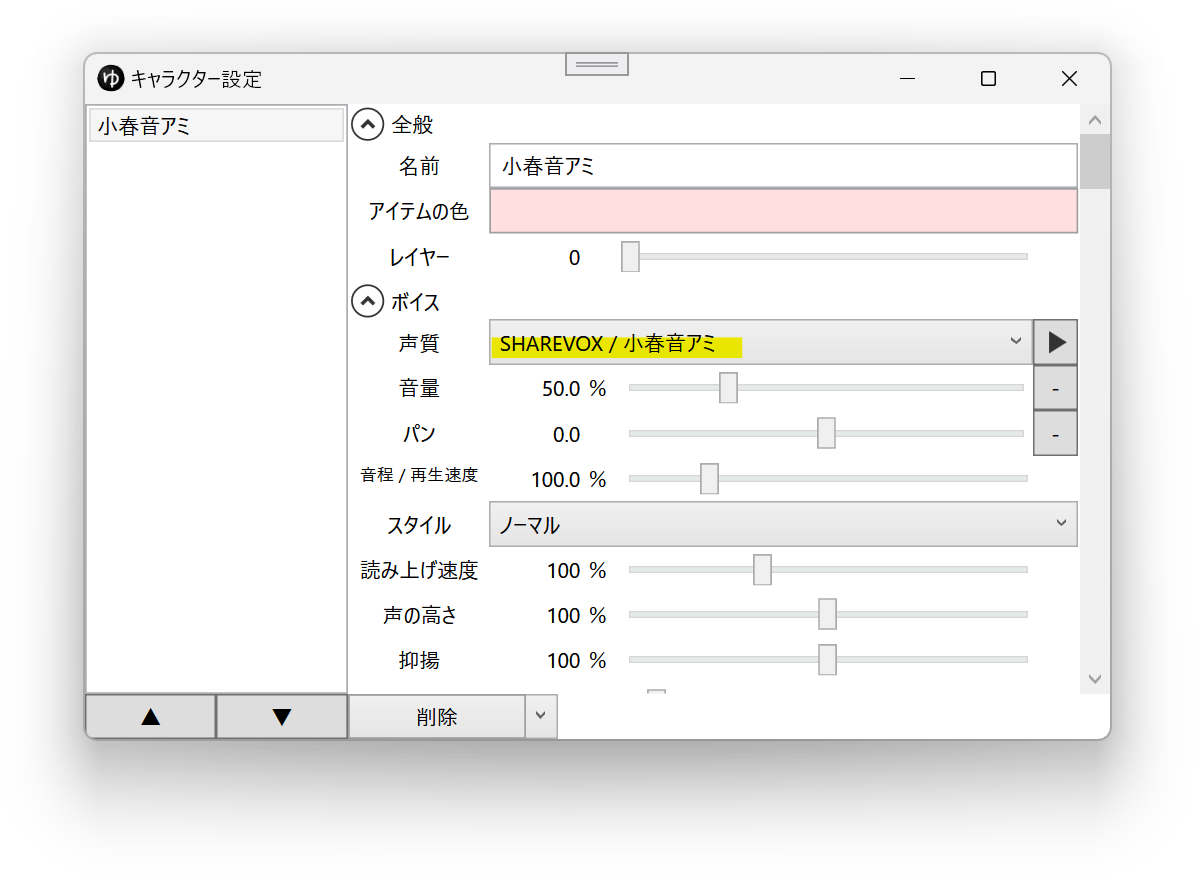 ゆ キャラクター設定
小春音アミ
全般
名前 小春音アミ
アイテムの色
レイヤー 0
ボイス
声質 SHAREVOX / 小春音アミ
音量 50.0 % -
パン 0.0 -
音程 / 再生速度 100.0 %
スタイル ノーマル
読み上げ速度 100 %
声の高さ 100 %
抑揚 100 %
▲ ▼ 削除